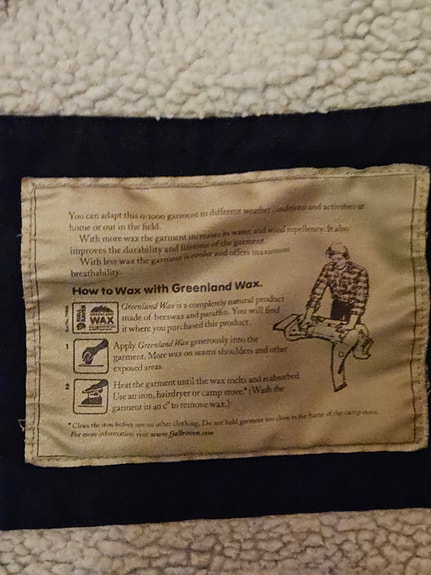 You can adapt this G-1000 garment to different weather conditions and activities at
home or out in the field.
With more wax the garment increases its water, and wind repellence. It also
improves the durability and lifetime of the garment.
With less wax the garment is cooler and offers maximum
breathability.
How to Wax with Greenland Wax.
WAX
Greenland Wax is a completely natural product
made of beeswax and paraffin. You will find
it where you purchased this product.
1 Apply Greenland Wax generously into the
garment. More wax on seams shoulders and other
exposed areas.
2 Heat the garment until the wax melts and is absorbed.
Use an iron, hairdryer or camp stove.* (Wash the
garment in 40 c° to remove wax.)
* Clean the iron before use on other clothing. Do not hold garment too close to the flame of the camp stove.
For more information visit www.fjallraven.com